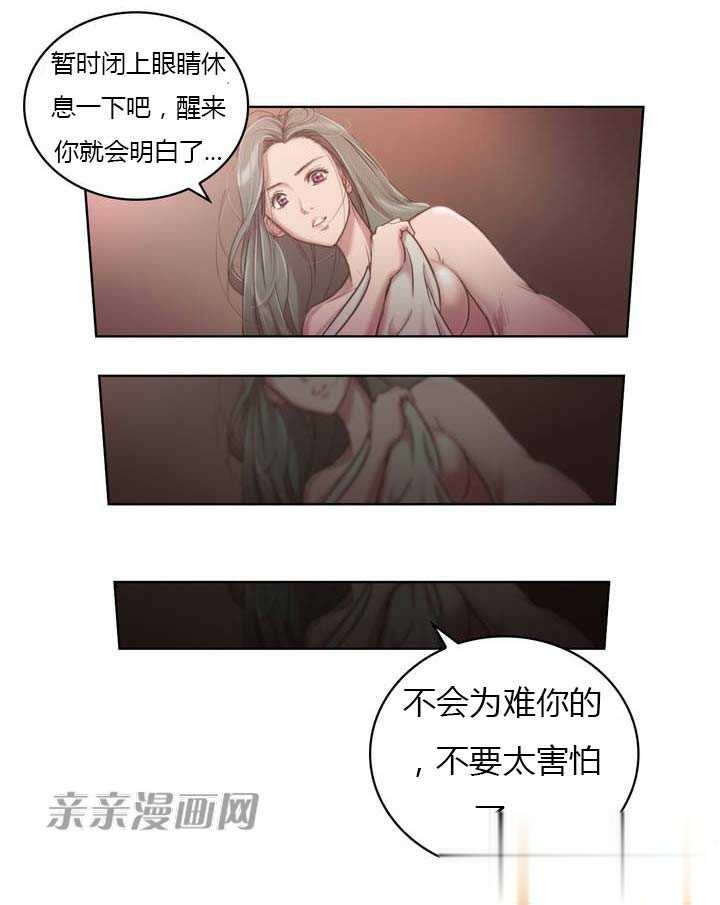 暂时闭上眼睛休
息一下吧，醒来
你就会明白了...
不会为难你的
，不要太害怕
亲亲漫画网